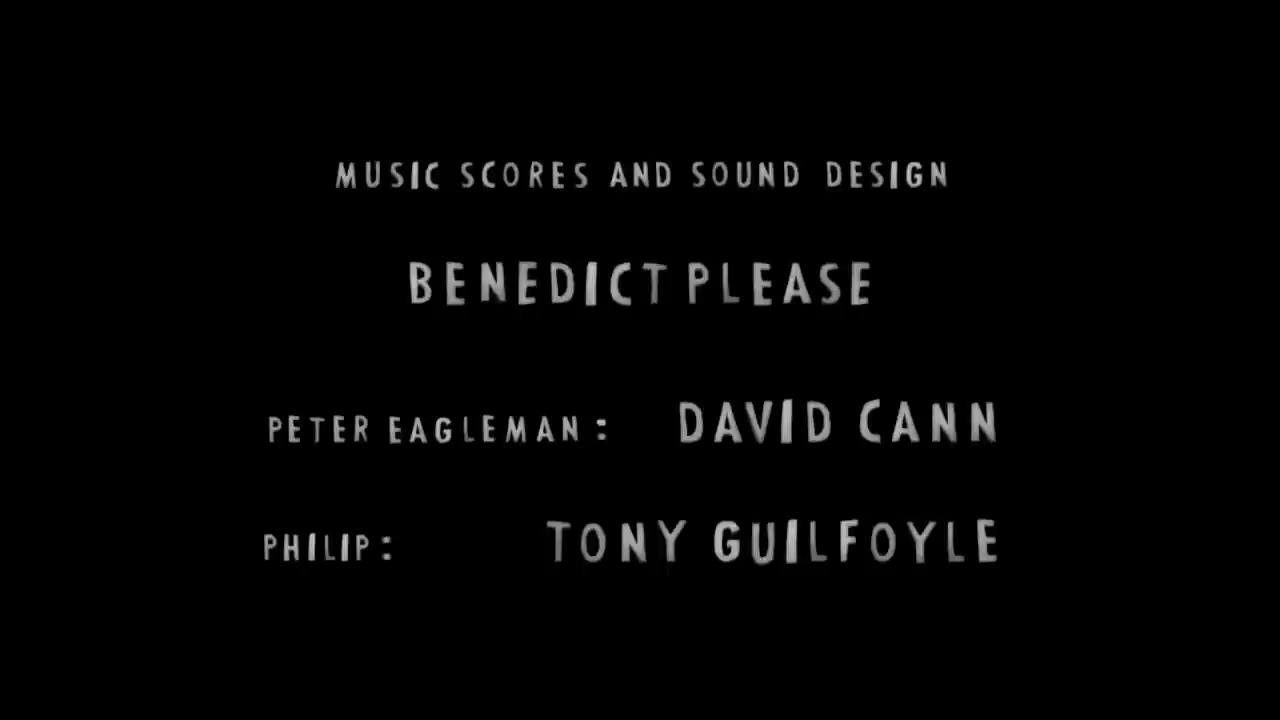 MUSIC SCORES AND SOUND DESIGN
BENEDICT PLEASE
PETER EAGLEMAN: DAVID CANN
PHILIP: TONY GUILFOYLE